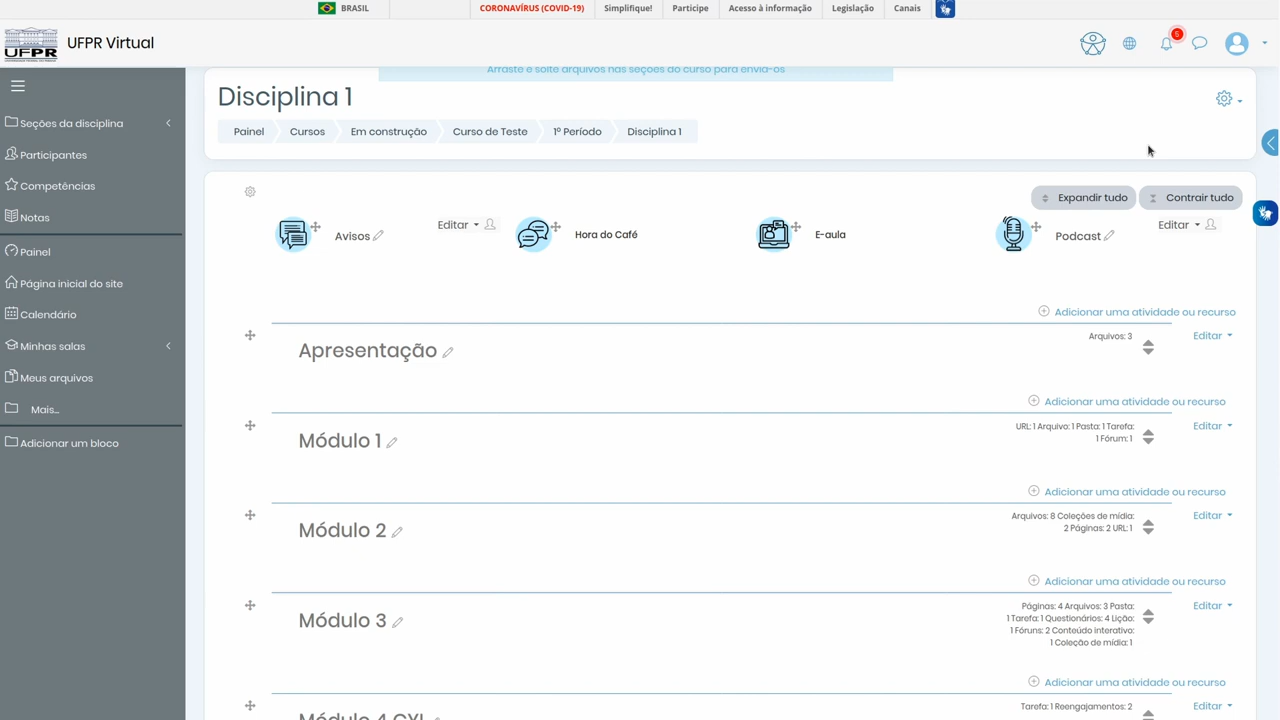 BRASIL
CORONAVÍRUS (COVID-19)
Simplifique!
Participe
Acesso à informação
Legislação
Canais
UFPR
UFPR Virtual
5
Arraste e solte arquivos nas seções do curso para enviá-los
Disciplina 1
Painel
Cursos
Em construção
Curso de Teste
1º Período
Disciplina 1
Seções da disciplina
Participantes
Competências
Notas
Painel
Página inicial do site
Calendário
Minhas salas
Meus arquivos
Mais...
Adicionar um bloco
Expandir tudo
Contrair tudo
Avisos
Editar
Hora do Café
E-aula
Podcast
Editar
Adicionar uma atividade ou recurso
Apresentação
Arquivos: 3
Editar
Adicionar uma atividade ou recurso
Módulo 1
URL: 1 Arquivo: 1 Pasta: 1 Tarefa:
1 Fórum: 1
Editar
Adicionar uma atividade ou recurso
Módulo 2
Arquivos: 8 Coleções de mídia:
2 Páginas: 2 URL: 1
Editar
Adicionar uma atividade ou recurso
Módulo 3
Páginas: 4 Arquivos: 3 Pasta:
1 Tarefa: 1 Questionários: 4 Lição:
1 Fóruns: 2 Conteúdo interativo:
1 Coleção de mídia: 1
Editar
Adicionar uma atividade ou recurso
Módulo 4
Tarefa: 1 Reengajamentos: 2
Editar